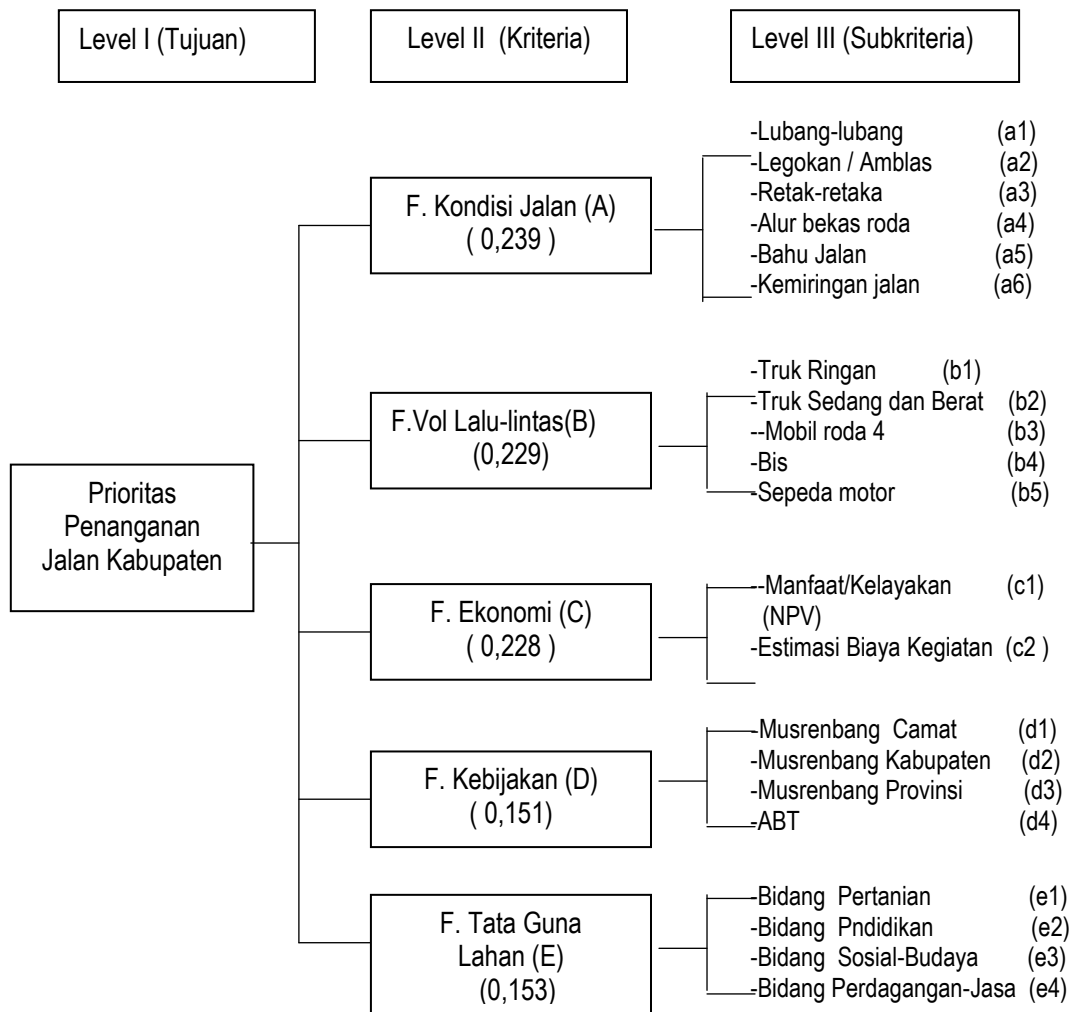 Level I (Tujuan)
Level II (Kriteria)
Level III (Subkriteria)
Prioritas
Penanganan
Jalan Kabupaten
F. Kondisi Jalan (A)
( 0,239 )
-Lubang-lubang (a1)
-Legokan / Amblas (a2)
-Retak-retaka (a3)
-Alur bekas roda (a4)
-Bahu Jalan (a5)
-Kemiringan jalan (a6)
F.Vol Lalu-lintas(B)
(0,229)
-Truk Ringan (b1)
-Truk Sedang dan Berat (b2)
--Mobil roda 4 (b3)
-Bis (b4)
-Sepeda motor (b5)
F. Ekonomi (C)
( 0,228 )
--Manfaat/Kelayakan (c1)
(NPV)
-Estimasi Biaya Kegiatan (c2 )
F. Kebijakan (D)
( 0,151)
-Musrenbang Camat (d1)
-Musrenbang Kabupaten (d2)
-Musrenbang Provinsi (d3)
-ABT (d4)
F. Tata Guna
Lahan (E)
(0,153)
-Bidang Pertanian (e1)
-Bidang Pndidikan (e2)
-Bidang Sosial-Budaya (e3)
-Bidang Perdagangan-Jasa (e4)